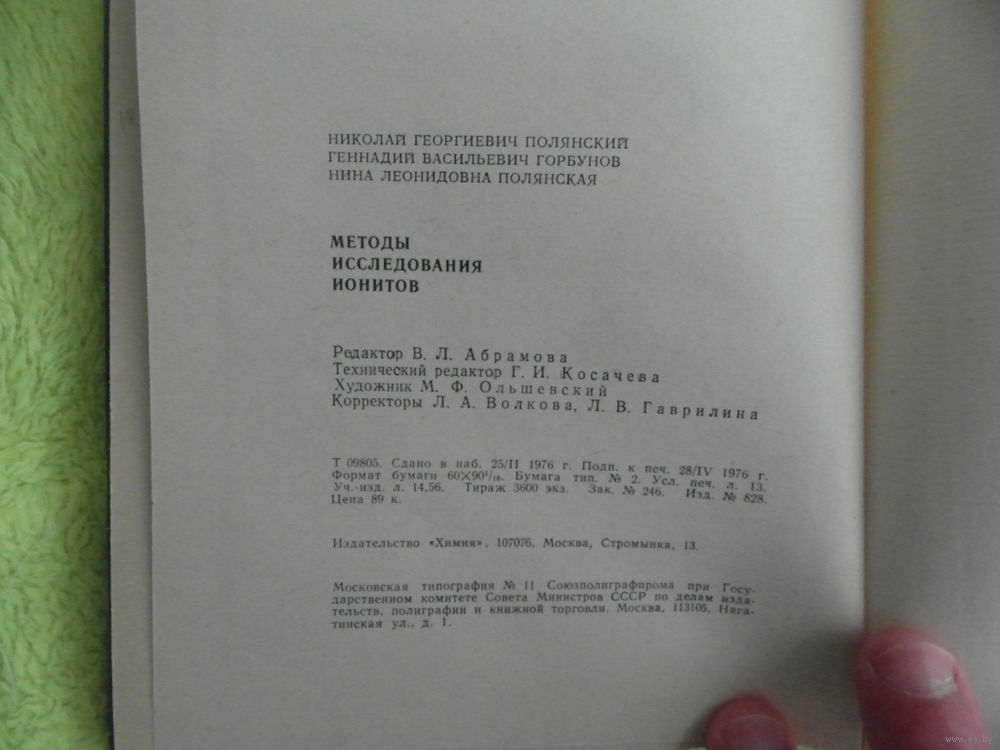 НИКОЛАЙ ГЕОРГИЕВИЧ ПОЛЯНСКИЙ
ГЕННАДИЙ ВАСИЛЬЕВИЧ ГОРБУНОВ
НИНА ЛЕОНИДОВНА ПОЛЯНСКАЯ
МЕТОДЫ
ИССЛЕДОВАНИЯ
ИОНИТОВ
Редактор В. Л. Абрамова
Технический редактор Г. И. Косачева
Художник М. Ф. Ольшевский
Корректоры Л. А. Волкова, Л. В. Гаврилина
Т 09805. Сдано в наб. 25/II 1976 г. Подп. к печ. 28/IV 1976 г.
Формат бумаги 60×90¹/₁₆. Бумага тип. № 2. Усл. печ. л. 13.
Уч.-изд. л. 14,56. Тираж 3600 экз. Зак. № 246. Изд. № 828.
Цена 89 к.
Издательство «Химия», 107076, Москва, Стромынка, 13.
Московская типография № 11 Союзполиграфпрома при Госу-
дарственном комитете Совета Министров СССР по делам изда-
тельств, полиграфии и книжной торговли. Москва, 113105, Нага-
тинская ул., д. 1.
www.ay.by